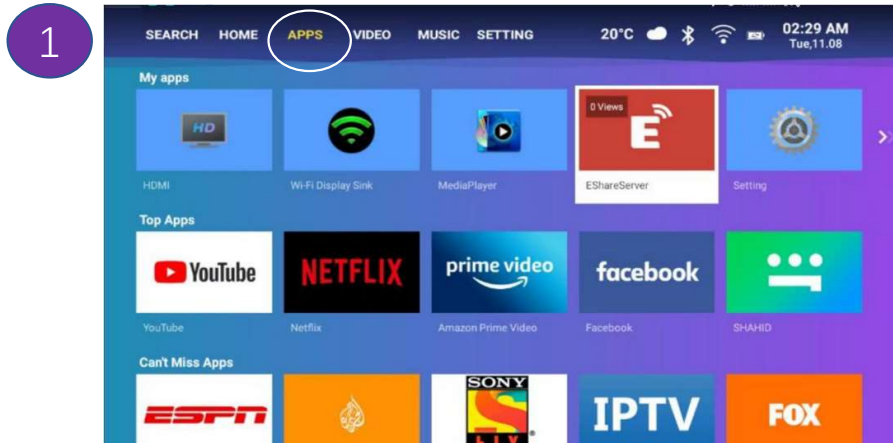 1
SEARCH HOME APPS VIDEO MUSIC SETTING 20°C 02:29 AM
Tue,11.08
My apps
HD
0 Views
E
HDMI Wi-Fi Display Sink MediaPlayer EShareServer Setting
Top Apps
YouTube NETFLIX prime video facebook
YouTube Netflix Amazon Prime Video Facebook SHAHID
Can't Miss Apps
ESPN SONY IPTV FOX